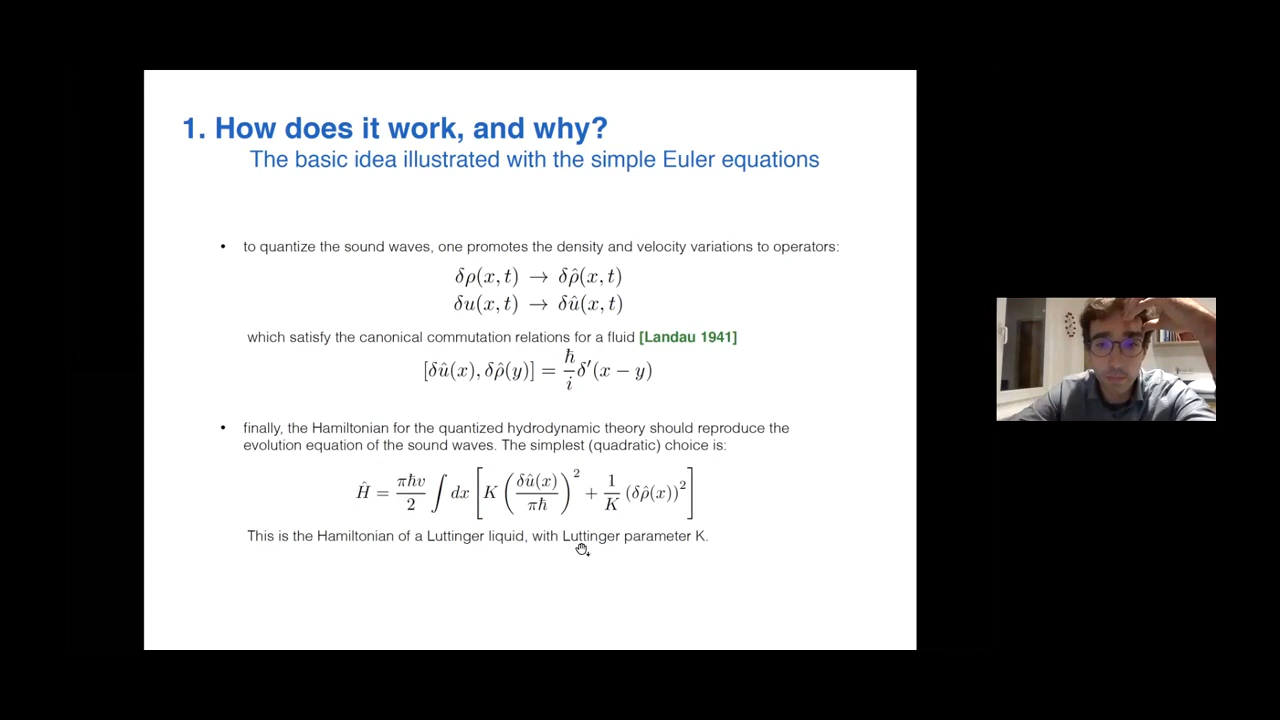 1. How does it work, and why?
The basic idea illustrated with the simple Euler equations
• to quantize the sound waves, one promotes the density and velocity variations to operators:
δρ(x, t) → δρ̂(x, t)
δu(x, t) → δû(x, t)
which satisfy the canonical commutation relations for a fluid [Landau 1941]
[δû(x), δρ̂(y)] = ħ/i δ′(x − y)
• finally, the Hamiltonian for the quantized hydrodynamic theory should reproduce the
evolution equation of the sound waves. The simplest (quadratic) choice is:
Ĥ = πħv/2 ∫ dx [K (δû(x)/πħ)² + 1/K (δρ̂(x))²]
This is the Hamiltonian of a Luttinger liquid, with Luttinger parameter K.